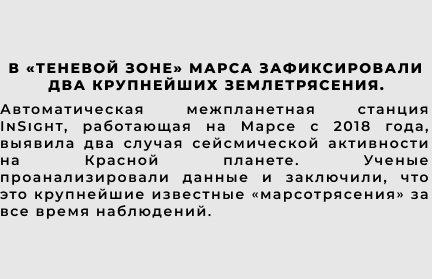 В «ТЕНЕВОЙ ЗОНЕ» МАРСА ЗАФИКСИРОВАЛИ
ДВА КРУПНЕЙШИХ ЗЕМЛЕТРЯСЕНИЯ.
Автоматическая межпланетная станция
InSight, работающая на Марсе с 2018 года,
выявила два случая сейсмической активности
на Красной планете. Ученые
проанализировали данные и заключили, что
это крупнейшие известные «марсотрясения» за
все время наблюдений.